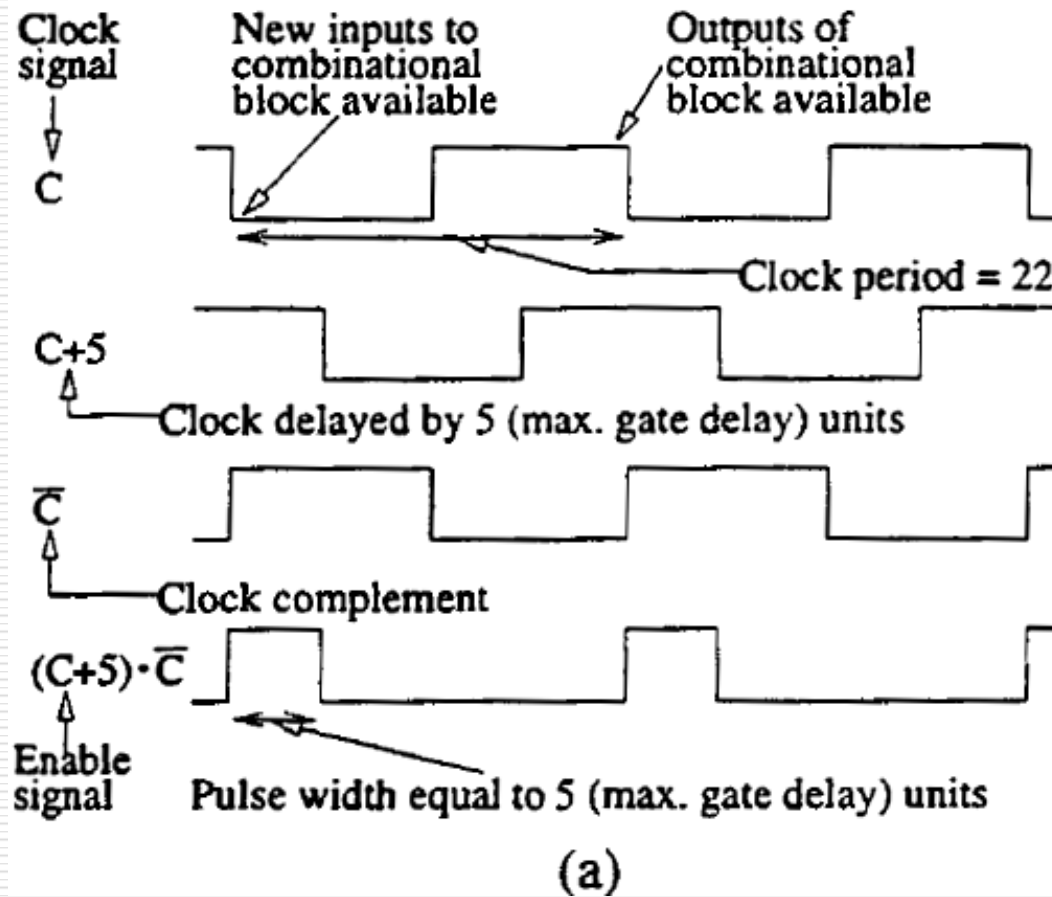 Clock
signal
New inputs to
combinational
block available
Outputs of
combinational
block available
C
Clock period = 22
C+5
Clock delayed by 5 (max. gate delay) units
C̅
Clock complement
(C+5)·C̅
Enable
signal
Pulse width equal to 5 (max. gate delay) units
(a)